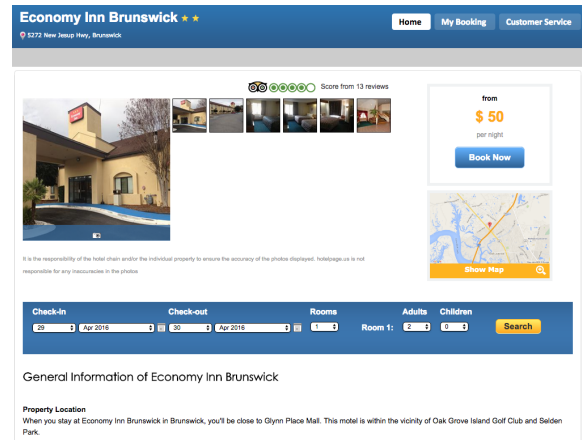 Economy Inn Brunswick
5272 New Jesup Hwy, Brunswick
Home
My Booking
Customer Service
Score from 13 reviews
from
$ 50
per night
Book Now
Show Map
It is the responsibility of the hotel chain and/or the individual property to ensure the accuracy of the photos displayed. hotelpage.us is not
responsible for any inaccuracies in the photos
Check-in
Check-out
Rooms
Adults
Children
29
Apr 2016
30
Apr 2016
1
Room 1:
2
0
Search
General Information of Economy Inn Brunswick
Property Location
When you stay at Economy Inn Brunswick in Brunswick, you'll be close to Glynn Place Mall. This motel is within the vicinity of Oak Grove Island Golf Club and Selden
Park.